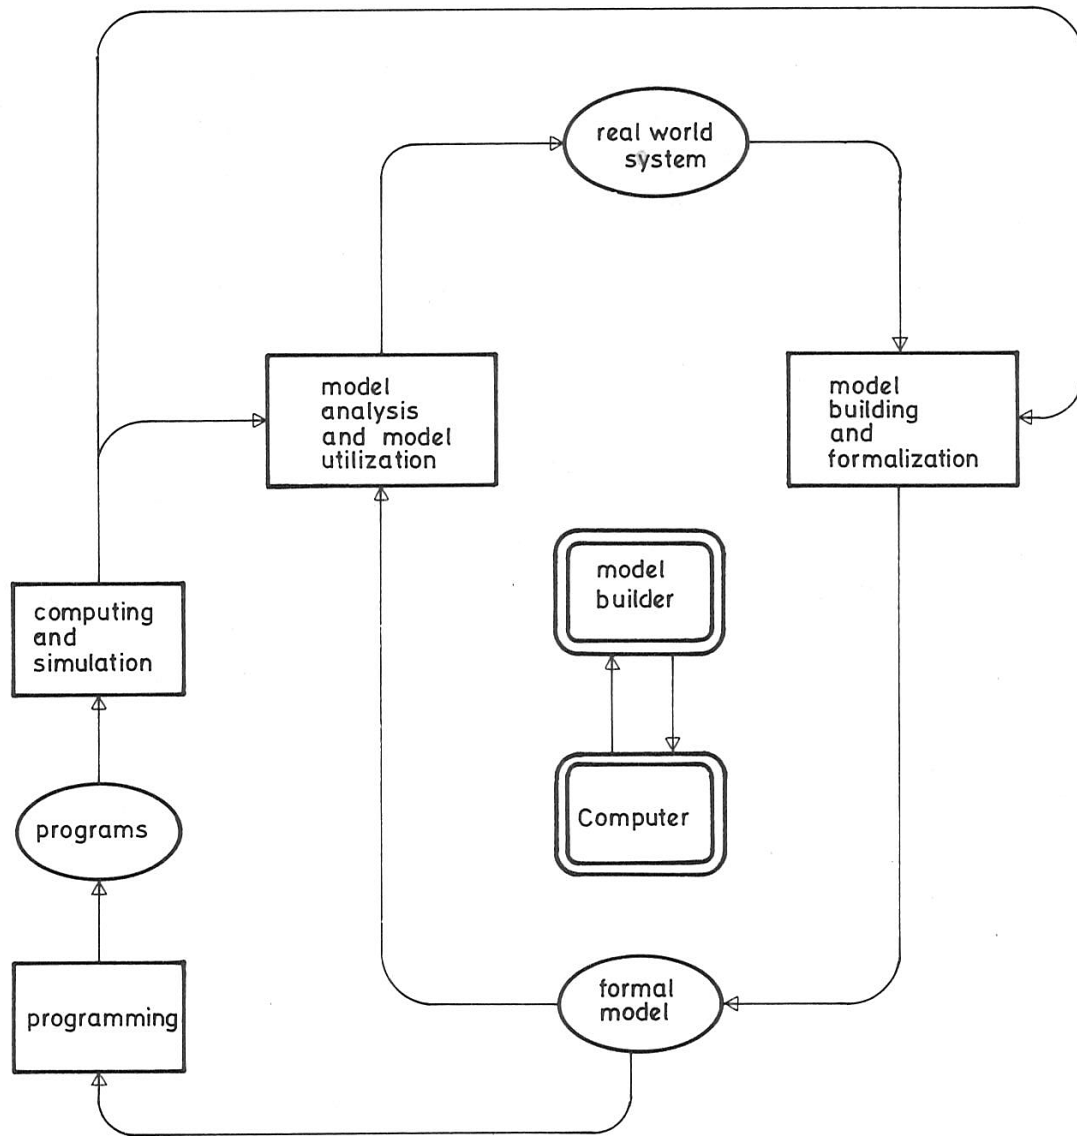 real world
system
model
analysis
and model
utilization
model
building
and
formalization
model
builder
computing
and
simulation
Computer
programs
formal
model
programming